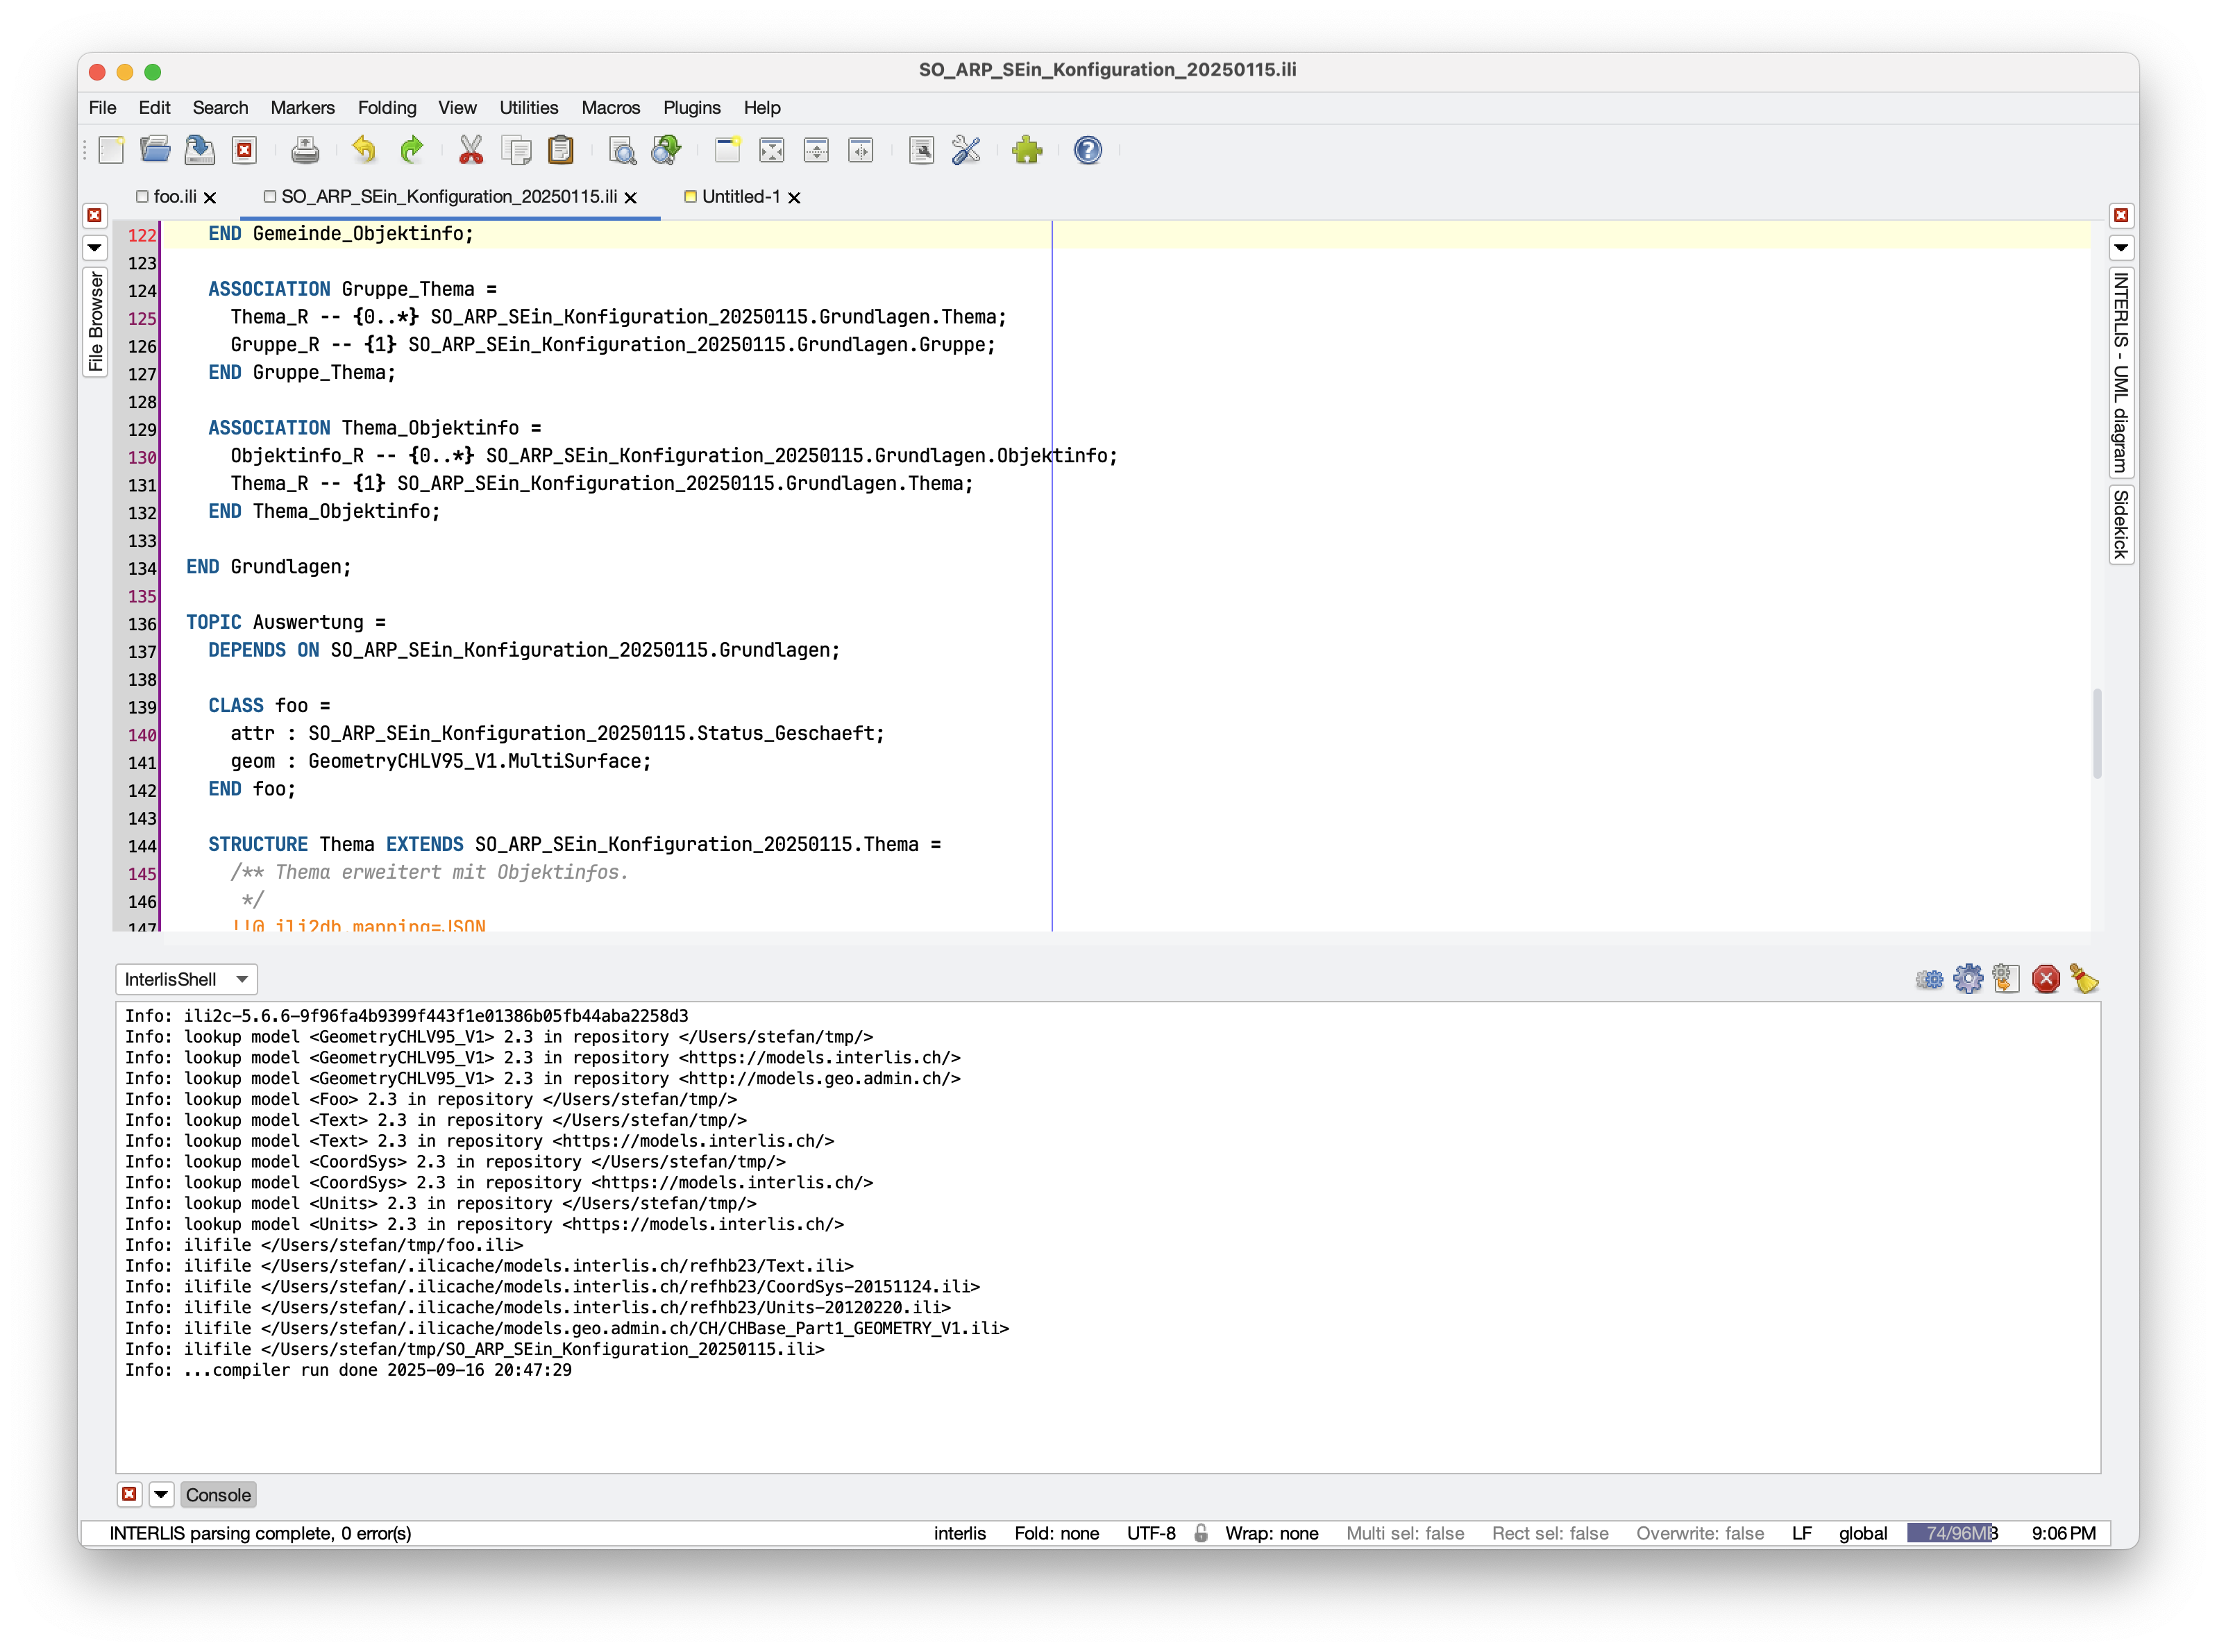 SO_ARP_SEin_Konfiguration_20250115.ili
File Edit Search Markers Folding View Utilities Macros Plugins Help
foo.ili
SO_ARP_SEin_Konfiguration_20250115.ili
Untitled-1
File Browser
122 END Gemeinde_Objektinfo;
123
124 ASSOCIATION Gruppe_Thema =
125 Thema_R -- {0..*} SO_ARP_SEin_Konfiguration_20250115.Grundlagen.Thema;
126 Gruppe_R -- {1} SO_ARP_SEin_Konfiguration_20250115.Grundlagen.Gruppe;
127 END Gruppe_Thema;
128
129 ASSOCIATION Thema_Objektinfo =
130 Objektinfo_R -- {0..*} SO_ARP_SEin_Konfiguration_20250115.Grundlagen.Objektinfo;
131 Thema_R -- {1} SO_ARP_SEin_Konfiguration_20250115.Grundlagen.Thema;
132 END Thema_Objektinfo;
133
134 END Grundlagen;
135
136 TOPIC Auswertung =
137 DEPENDS ON SO_ARP_SEin_Konfiguration_20250115.Grundlagen;
138
139 CLASS foo =
140 attr : SO_ARP_SEin_Konfiguration_20250115.Status_Geschaeft;
141 geom : GeometryCHLV95_V1.MultiSurface;
142 END foo;
143
144 STRUCTURE Thema EXTENDS SO_ARP_SEin_Konfiguration_20250115.Thema =
145 /** Thema erweitert mit Objektinfos.
146 */
147 !!@ ili2db.mapping=JSON
INTERLIS - UML diagram
Sidekick
InterlisShell
Info: ili2c-5.6.6-9f96fa4b9399f443f1e01386b05fb44aba2258d3
Info: lookup model <GeometryCHLV95_V1> 2.3 in repository </Users/stefan/tmp/>
Info: lookup model <GeometryCHLV95_V1> 2.3 in repository <https://models.interlis.ch/>
Info: lookup model <GeometryCHLV95_V1> 2.3 in repository <http://models.geo.admin.ch/>
Info: lookup model <Foo> 2.3 in repository </Users/stefan/tmp/>
Info: lookup model <Text> 2.3 in repository </Users/stefan/tmp/>
Info: lookup model <Text> 2.3 in repository <https://models.interlis.ch/>
Info: lookup model <CoordSys> 2.3 in repository </Users/stefan/tmp/>
Info: lookup model <CoordSys> 2.3 in repository <https://models.interlis.ch/>
Info: lookup model <Units> 2.3 in repository </Users/stefan/tmp/>
Info: lookup model <Units> 2.3 in repository <https://models.interlis.ch/>
Info: ilifile </Users/stefan/tmp/foo.ili>
Info: ilifile </Users/stefan/.ilicache/models.interlis.ch/refhb23/Text.ili>
Info: ilifile </Users/stefan/.ilicache/models.interlis.ch/refhb23/CoordSys-20151124.ili>
Info: ilifile </Users/stefan/.ilicache/models.interlis.ch/refhb23/Units-20120220.ili>
Info: ilifile </Users/stefan/.ilicache/models.geo.admin.ch/CH/CHBase_Part1_GEOMETRY_V1.ili>
Info: ilifile </Users/stefan/tmp/SO_ARP_SEin_Konfiguration_20250115.ili>
Info: ...compiler run done 2025-09-16 20:47:29
Console
INTERLIS parsing complete, 0 error(s) interlis Fold: none UTF-8 Wrap: none Multi sel: false Rect sel: false Overwrite: false LF global 74/96MB 9:06 PM